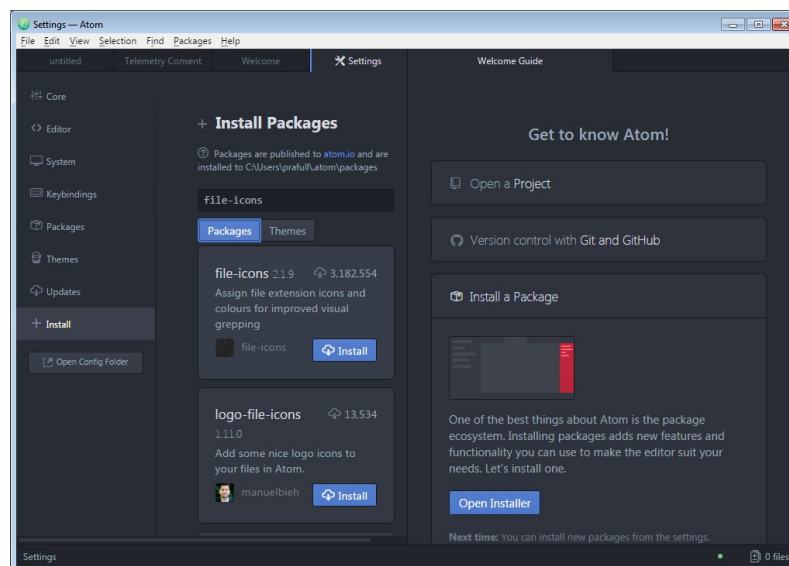 Settings — Atom
File Edit View Selection Find Packages Help
untitled Telemetry Consent Welcome Settings Welcome Guide
Core
Editor
System
Keybindings
Packages
Themes
Updates
Install
Open Config Folder
Install Packages
Packages are published to atom.io and are
installed to C:\Users\prafull\.atom\packages
file-icons
Packages Themes
file-icons 2.1.9 3,182,554
Assign file extension icons and
colours for improved visual
grepping
file-icons Install
logo-file-icons 13,534
1.11.0
Add some nice logo icons to
your files in Atom.
manuelbieh Install
Get to know Atom!
Open a Project
Version control with Git and GitHub
Install a Package
One of the best things about Atom is the package
ecosystem. Installing packages adds new features and
functionality you can use to make the editor suit your
needs. Let's install one.
Open Installer
Next time: You can install new packages from the settings.
Settings 0 files